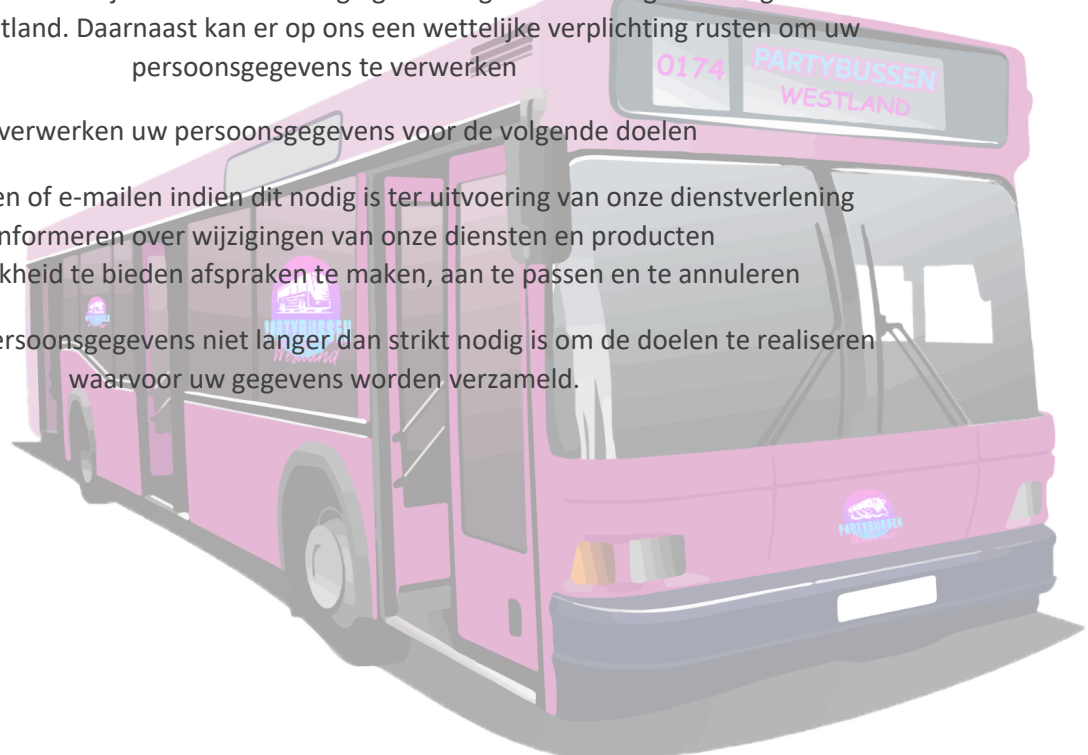 tland. Daarnaast kan er op ons een wettelijke verplichting rusten om uw
persoonsgegevens te verwerken
verwerken uw persoonsgegevens voor de volgende doelen
en of e-mailen indien dit nodig is ter uitvoering van onze dienstverlening
nformeren over wijzigingen van onze diensten en producten
kheid te bieden afspraken te maken, aan te passen en te annuleren
ersoonsgegevens niet langer dan strikt nodig is om de doelen te realiseren
waarvoor uw gegevens worden verzameld.
0174 PARTYBUSSEN
WESTLAND
PARTYBUSSEN
Westland
PARTYBUSSEN